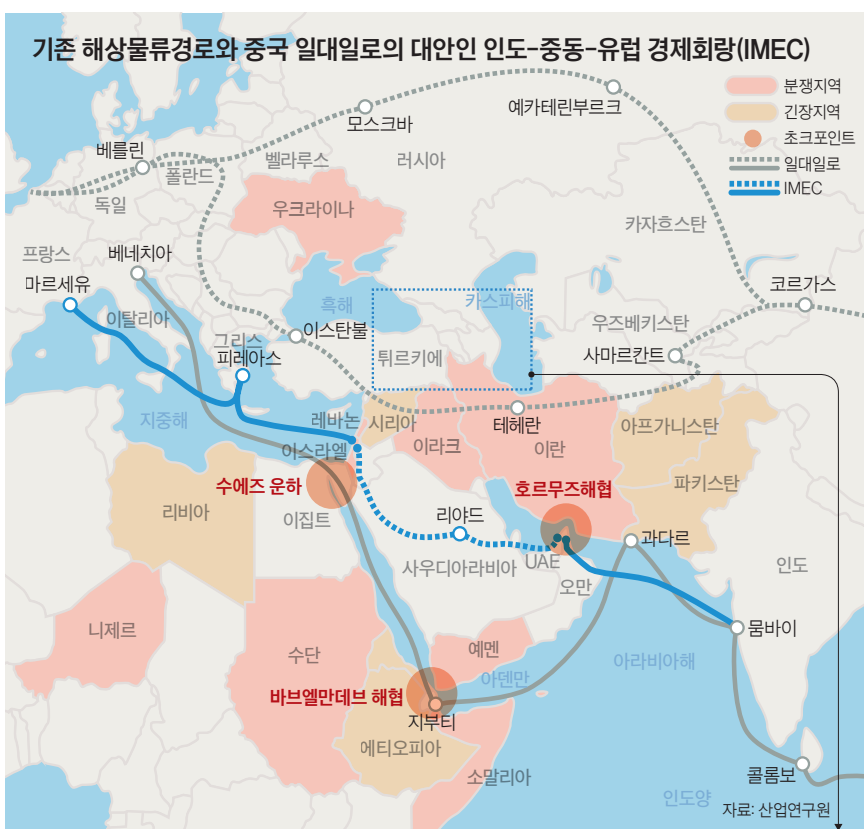 기존 해상물류경로와 중국 일대일로의 대안인 인도-중동-유럽 경제회랑(IMEC)
분쟁지역
긴장지역
초크포인트
일대일로
IMEC
예카테린부르크
모스크바
베를린
폴란드
벨라루스
러시아
독일
우크라이나
카자흐스탄
프랑스
베네치아
마르세유
흑해
카스피해
코르가스
이탈리아
그리스
이스탄불
우즈베키스탄
피레아스
튀르키에
사마르칸트
지중해
레바논
시리아
테헤란
아프가니스탄
이스라엘
이라크
이란
수에즈 운하
호르무즈해협
파키스탄
리비아
이집트
리야드
과다르
사우디아라비아
UAE
오만
인도
니제르
수단
예멘
뭄바이
아라비아해
바브엘만데브 해협
아덴만
지부티
에티오피아
소말리아
콜롬보
인도양
자료: 산업연구원